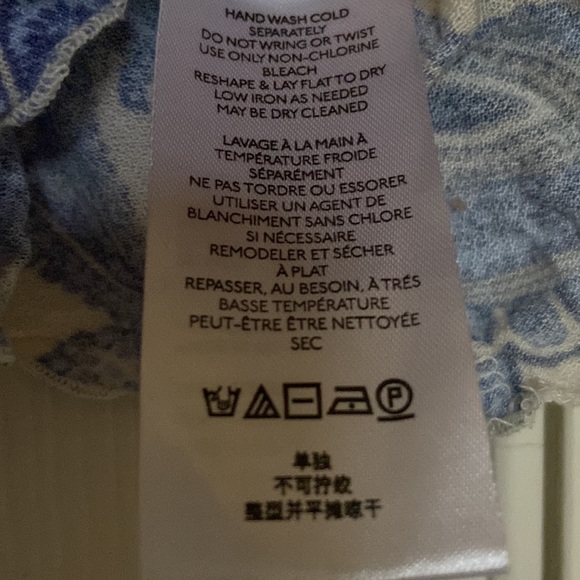 HAND WASH COLD
SEPARATELY
DO NOT WRING OR TWIST
USE ONLY NON-CHLORINE
BLEACH
RESHAPE & LAY FLAT TO DRY
LOW IRON AS NEEDED
MAY BE DRY CLEANED
LAVAGE À LA MAIN À
TEMPÉRATURE FROIDE
SÉPARÉMENT
NE PAS TORDRE OU ESSORER
UTILISER UN AGENT DE
BLANCHIMENT SANS CHLORE
SI NÉCESSAIRE
REMODELER ET SÉCHER
À PLAT
REPASSER, AU BESOIN, À TRÉS
BASSE TEMPÉRATURE
PEUT-ÊTRE ÊTRE NETTOYÉE
SEC
P
单独
不可拧绞
整型并平摊晾干